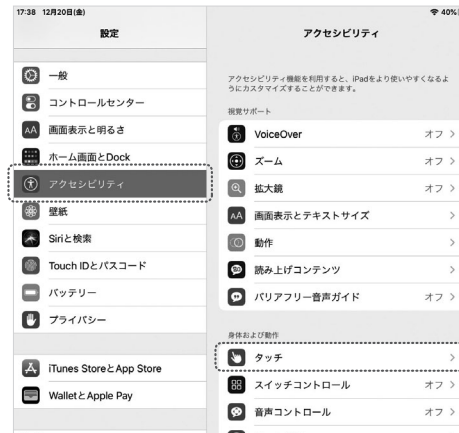 17:38 12月20日(金)
40%
設定
一般
コントロールセンター
画面表示と明るさ
ホーム画面とDock
アクセシビリティ
壁紙
Siriと検索
Touch IDとパスコード
バッテリー
プライバシー
iTunes StoreとApp Store
WalletとApple Pay
アクセシビリティ
アクセシビリティ機能を利用すると、iPadをより使いやすくなるよ
うにカスタマイズすることができます。
視覚サポート
VoiceOver オフ
ズーム オフ
拡大鏡 オフ
画面表示とテキストサイズ
動作
読み上げコンテンツ
バリアフリー音声ガイド オフ
身体および動作
タッチ
スイッチコントロール オフ
音声コントロール オフ